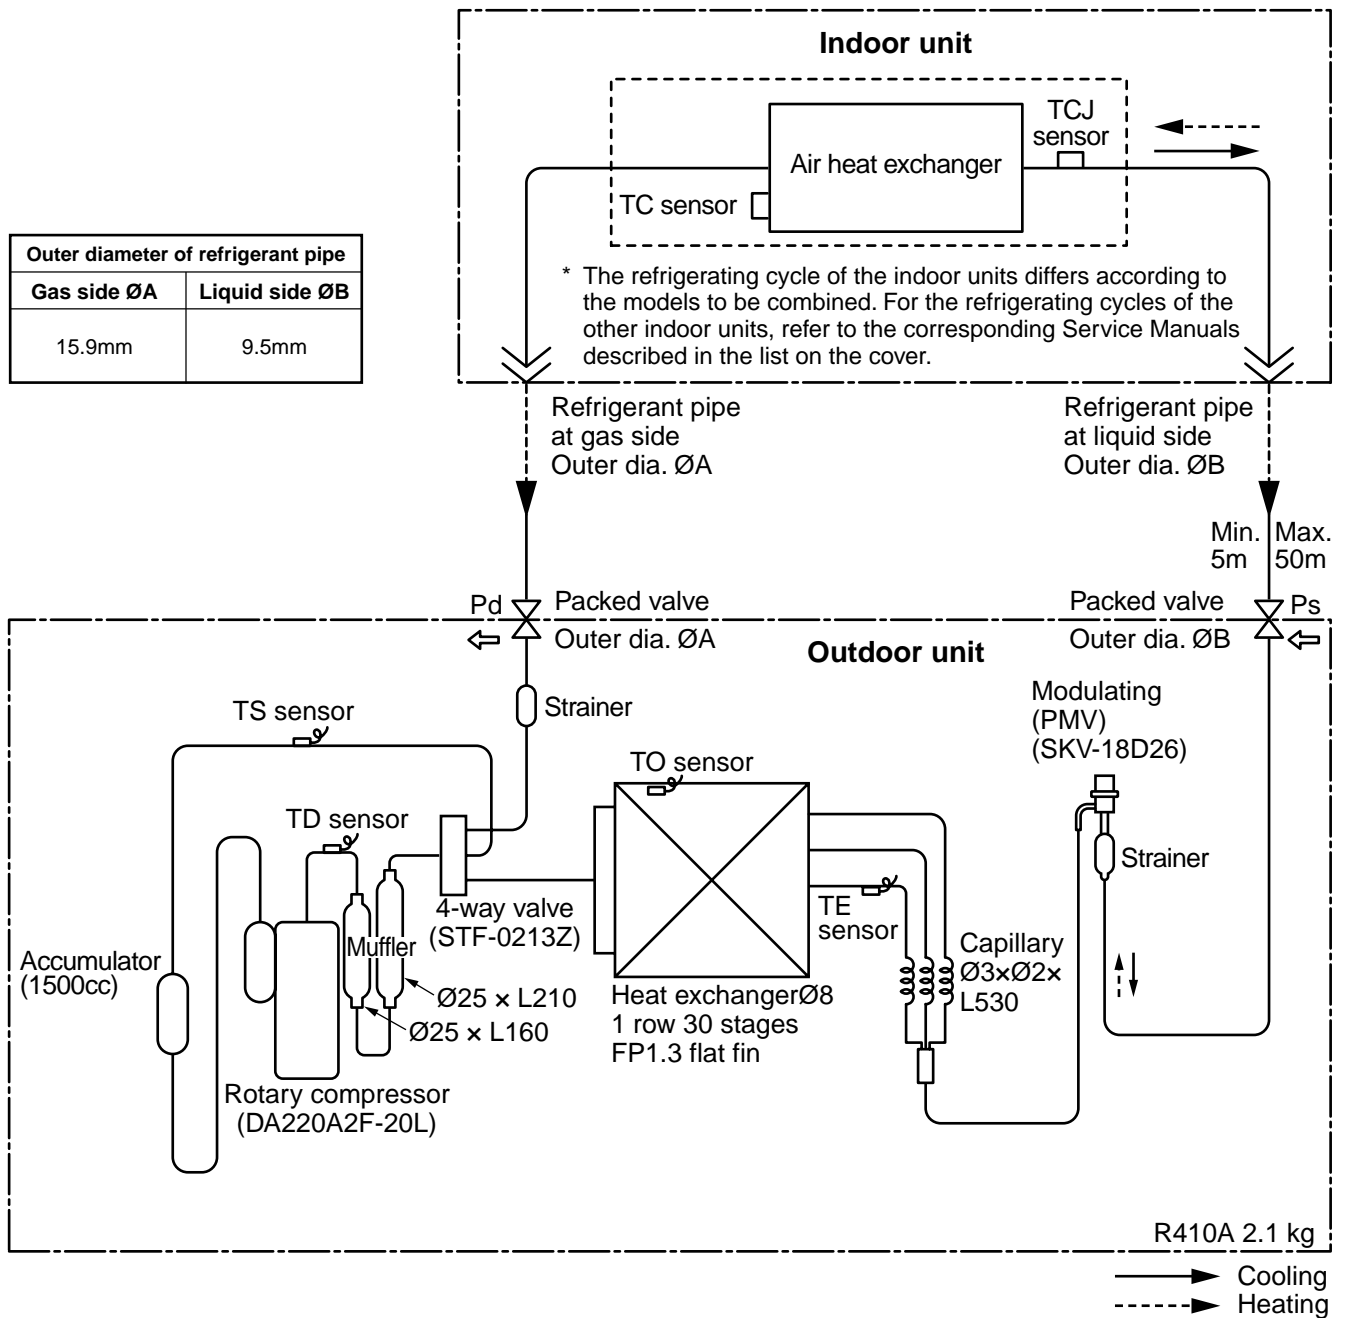 Indoor unit
TCJ
sensor
Air heat exchanger
TC sensor
Outer diameter of refrigerant pipe
Gas side ØA
Liquid side ØB
15.9mm
9.5mm
* The refrigerating cycle of the indoor units differs according to
the models to be combined. For the refrigerating cycles of the
other indoor units, refer to the corresponding Service Manuals
described in the list on the cover.
Refrigerant pipe
at gas side
Outer dia. ØA
Refrigerant pipe
at liquid side
Outer dia. ØB
Min.
5m
Max.
50m
Pd
Packed valve
Outer dia. ØA
Packed valve
Outer dia. ØB
Ps
Outdoor unit
Strainer
Modulating
(PMV)
(SKV-18D26)
TS sensor
TO sensor
TD sensor
Strainer
4-way valve
(STF-0213Z)
TE
sensor
Muffler
Capillary
Ø3×Ø2×
L530
Accumulator
(1500cc)
Ø25 × L210
Ø25 × L160
Heat exchangerØ8
1 row 30 stages
FP1.3 flat fin
Rotary compressor
(DA220A2F-20L)
R410A 2.1 kg
Cooling
Heating